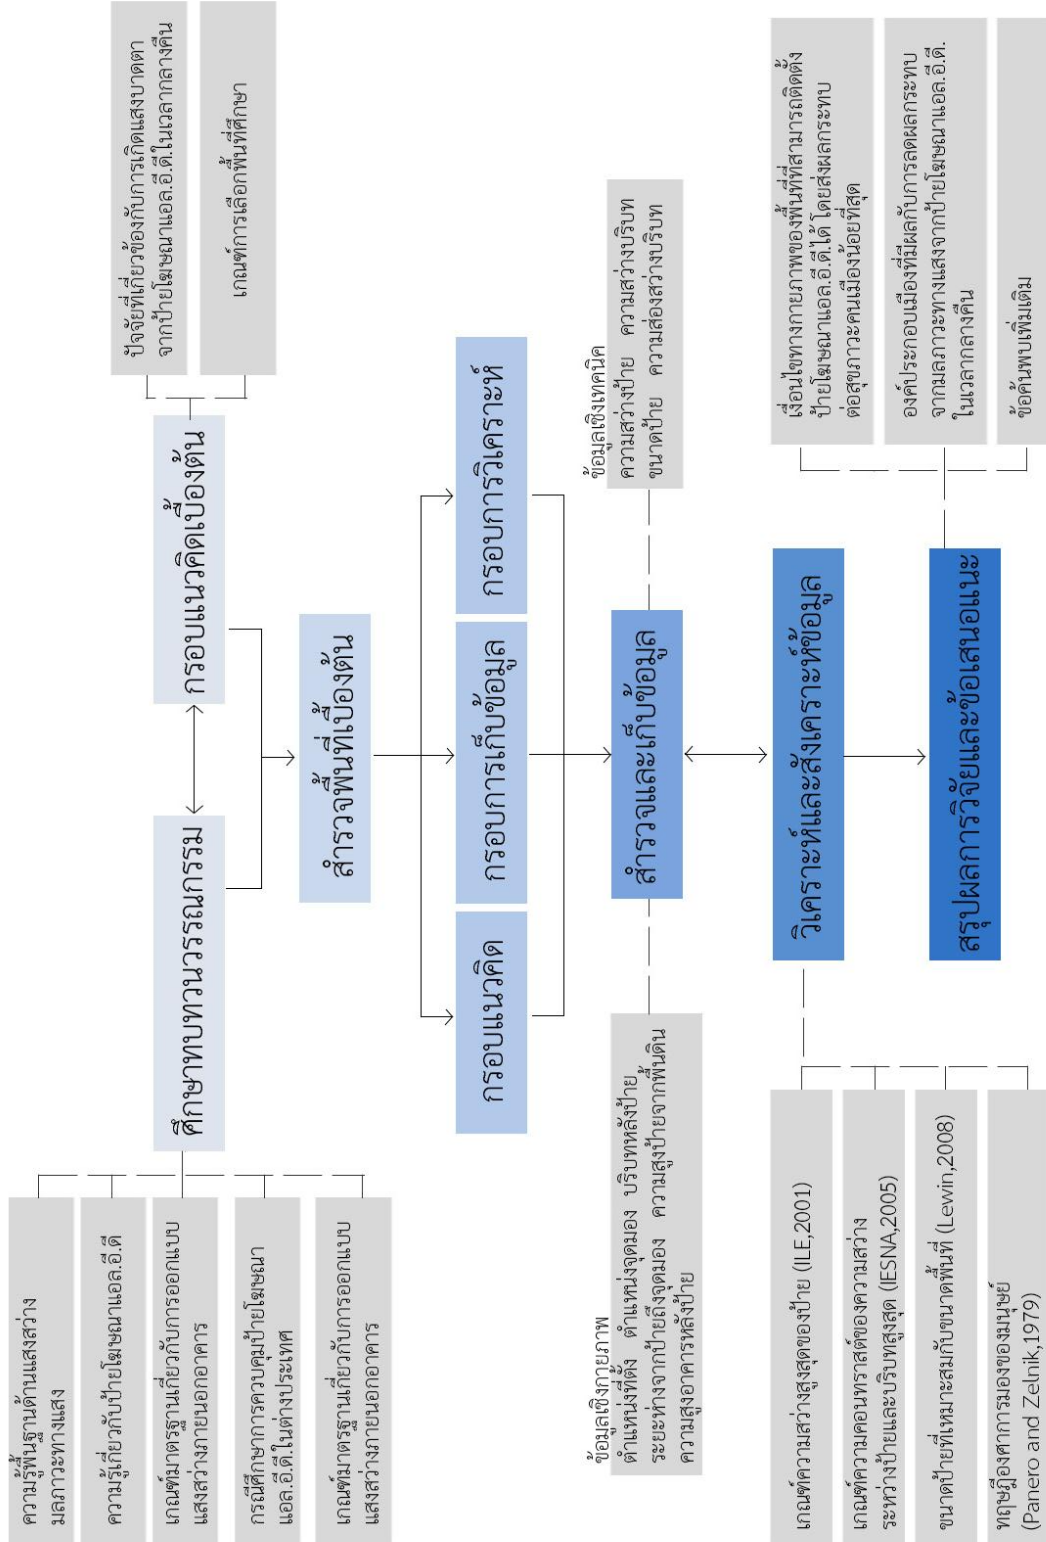 ความรู้พื้นฐานด้านแสงสว่าง
มลภาวะทางแสง
ความรู้เกี่ยวกับป้ายโฆษณาแอล.อี.ดี
เกณฑ์มาตรฐานเกี่ยวกับการออกแบบ
แสงสว่างภายนอกอาคาร
กรณีศึกษาการควบคุมป้ายโฆษณา
แอล.อี.ดี.ในต่างประเทศ
เกณฑ์มาตรฐานเกี่ยวกับการออกแบบ
แสงสว่างภายนอกอาคาร
ศึกษาทบทวนวรรณกรรม
กรอบแนวคิดเบื้องต้น
ปัจจัยที่เกี่ยวข้องกับการเกิดแสงบาดตา
จากป้ายโฆษณาแอล.อี.ดี.ในเวลากลางคืน
เกณฑ์การเลือกพื้นที่ศึกษา
สำรวจพื้นที่เบื้องต้น
กรอบแนวคิด
กรอบการเก็บข้อมูล
กรอบการวิเคราะห์
ข้อมูลเชิงกายภาพ
ตำแหน่งที่ตั้ง ตำแหน่งจุดมอง บริบทหลังป้าย
ระยะห่างจากป้ายถึงจุดมอง ความสูงป้ายจากพื้นดิน
ความสูงอาคารหลังป้าย
สำรวจและเก็บข้อมูล
ข้อมูลเชิงเทคนิค
ความสว่างป้าย ความสว่างบริบท
ขนาดป้าย ความส่องสว่างบริบท
วิเคราะห์และสังเคราะห์ข้อมูล
เกณฑ์ความสว่างสูงสุดของป้าย (ILE,2001)
เกณฑ์ความคอนทราสต์ของความสว่าง
ระหว่างป้ายและบริบทสูงสุด (IESNA,2005)
ขนาดป้ายที่เหมาะสมกับขนาดพื้นที่ (Lewin,2008)
ทฤษฎีองศาการมองของมนุษย์
(Panero and Zelnik,1979)
สรุปผลการวิจัยและข้อเสนอแนะ
เงื่อนไขทางกายภาพของพื้นที่ที่สามารถติดตั้ง
ป้ายโฆษณาแอล.อี.ดี.ได้ โดยส่งผลกระทบ
ต่อสุขภาวะคนเมืองน้อยที่สุด
องค์ประกอบเมืองที่มีผลกับการลดผลกระทบ
จากมลภาวะทางแสงจากป้ายโฆษณาแอล.อี.ดี.
ในเวลากลางคืน
ข้อค้นพบเพิ่มเติม